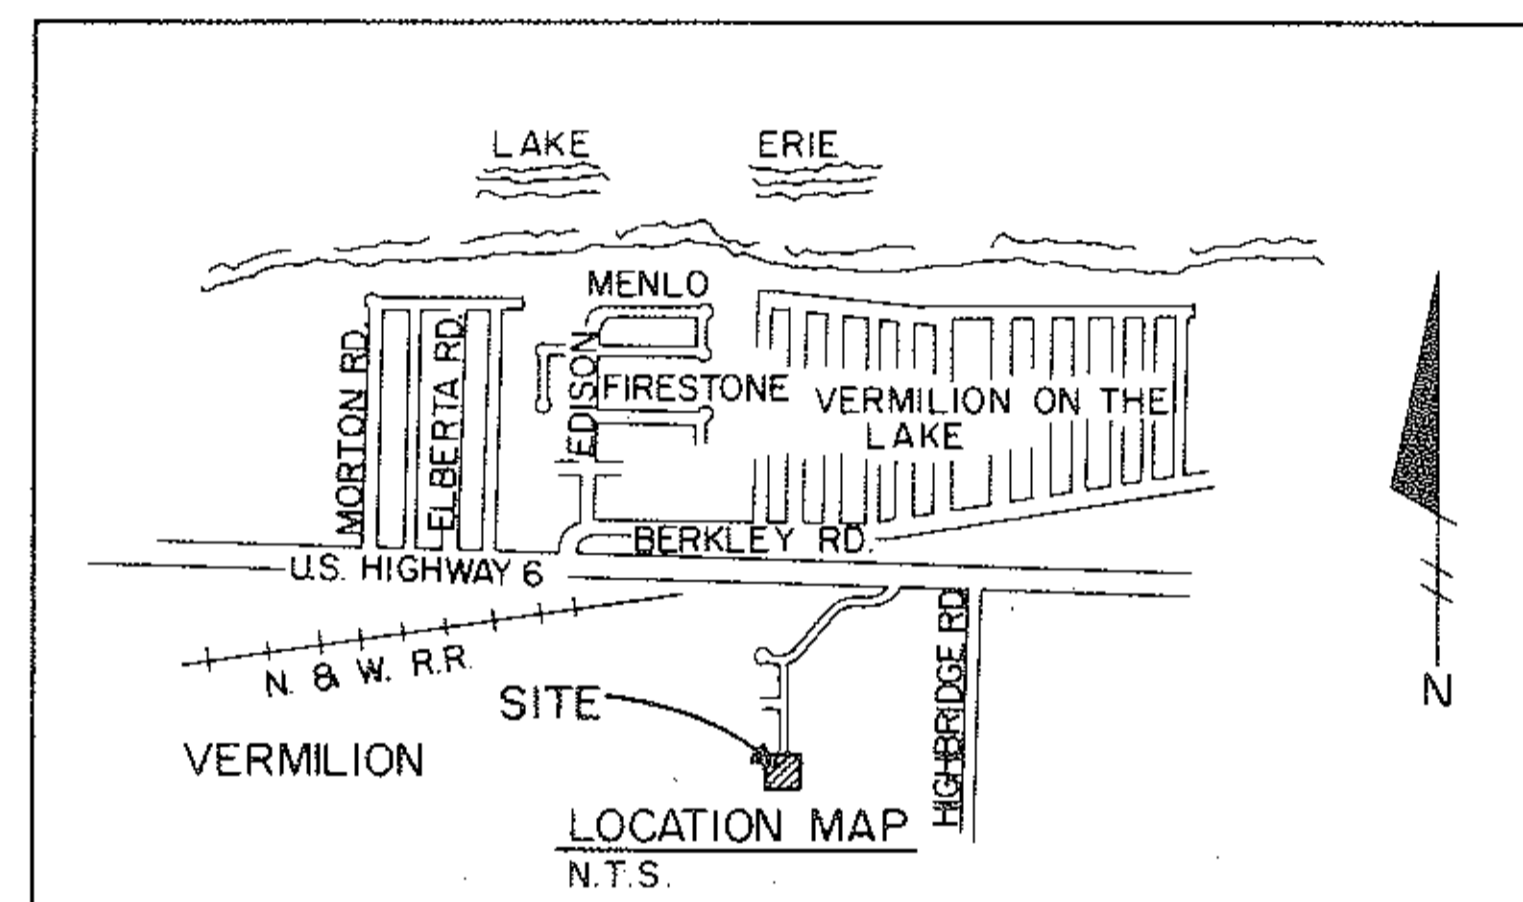 LAKE ERIE
MENLO
MORTON RD.
ELBERTA RD.
EDISON
FIRESTONE
VERMILION ON THE
LAKE
BERKLEY RD.
U.S. HIGHWAY 6
N. & W. R.R.
HIGHBRIDGE RD
SITE
N
VERMILION
LOCATION MAP
N.T.S.